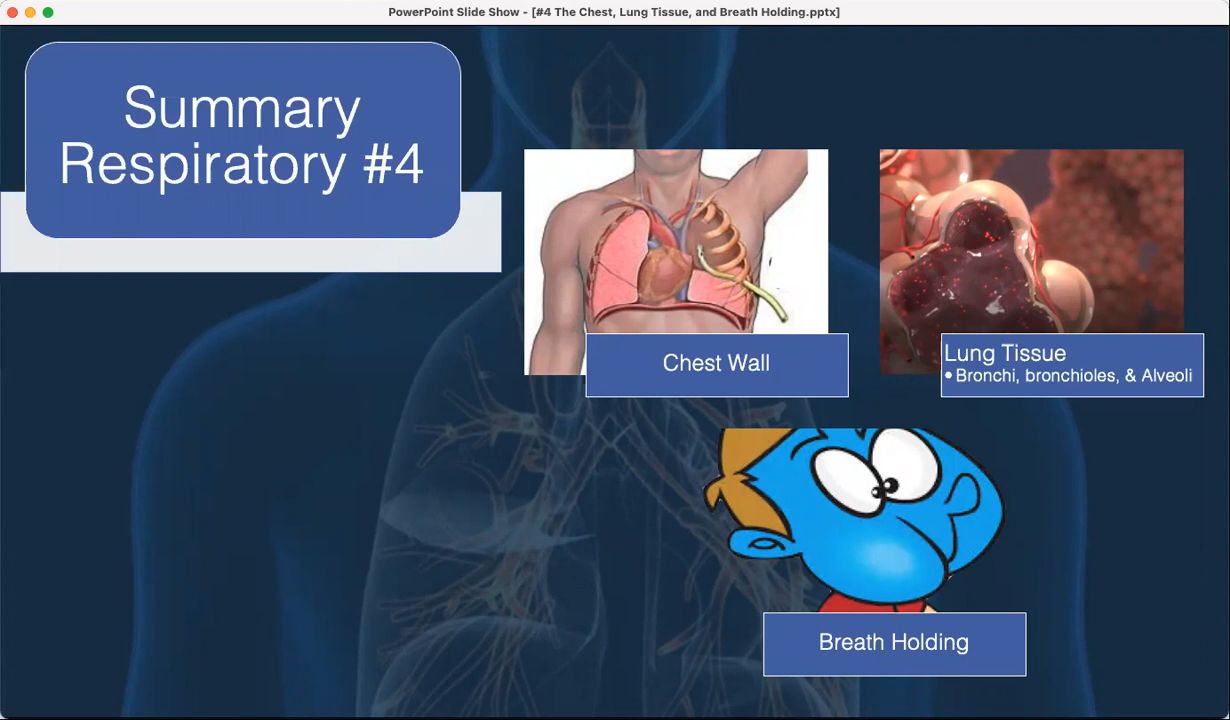 PowerPoint Slide Show - [#4 The Chest, Lung Tissue, and Breath Holding.pptx]
Summary
Respiratory #4
Chest Wall
Lung Tissue
• Bronchi, bronchioles, & Alveoli
Breath Holding